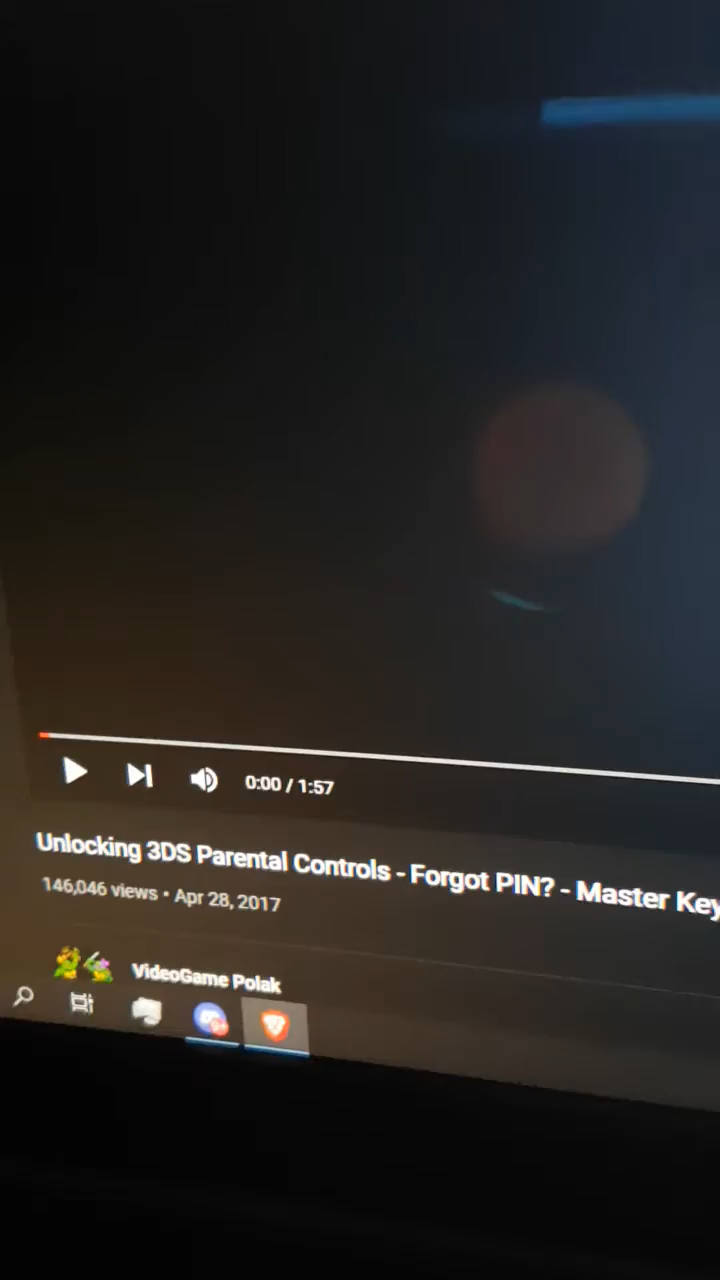 0:00 / 1:57
Unlocking 3DS Parental Controls - Forgot PIN? - Master Key
146,046 views • Apr 28, 2017
VideoGame Polak